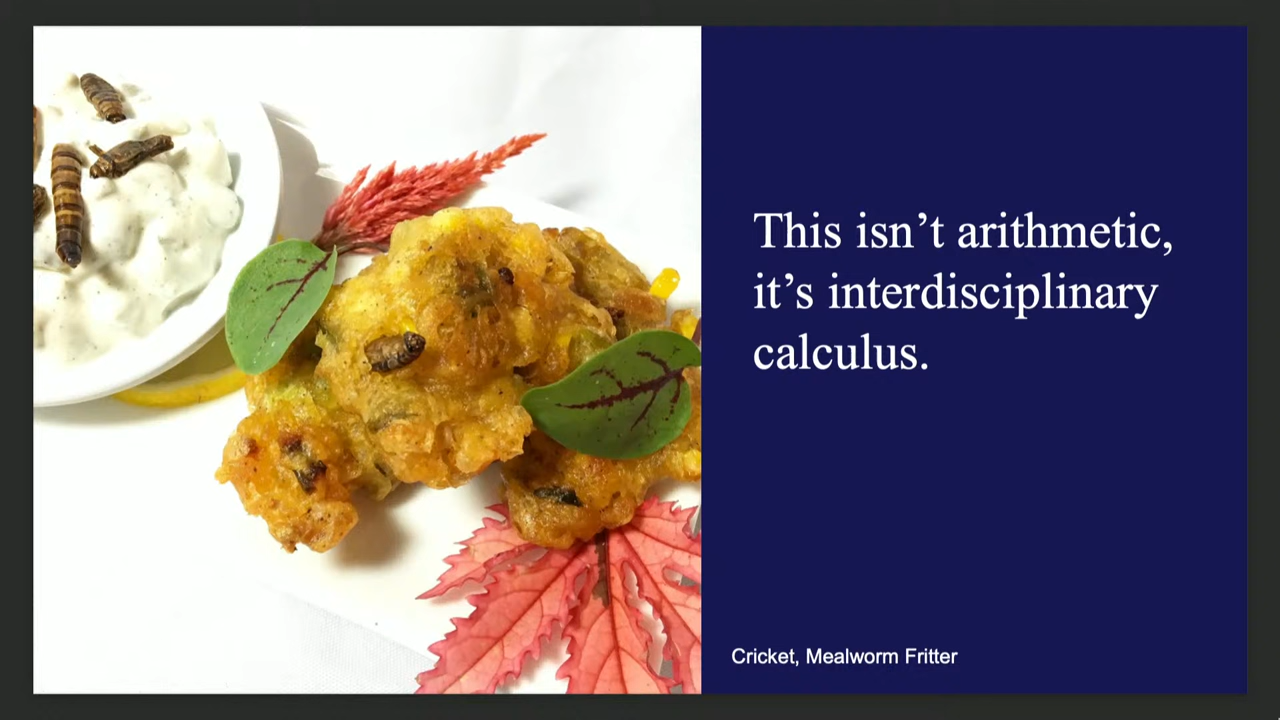 This isn’t arithmetic,
it’s interdisciplinary
calculus.
Cricket, Mealworm Fritter